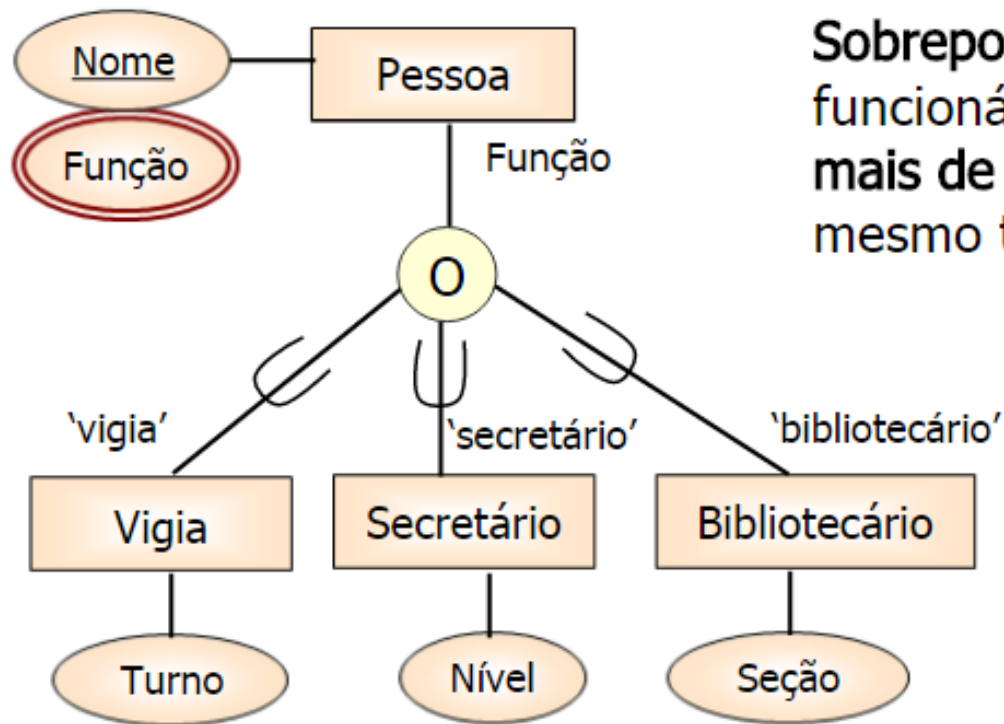 Nome
Pessoa
Sobrepo
Função
funcioná
Função
mais de
mesmo
O
'vigia'
'secretário'
'bibliotecário'
Vigia
Secretário
Bibliotecário
Turno
Nível
Seção